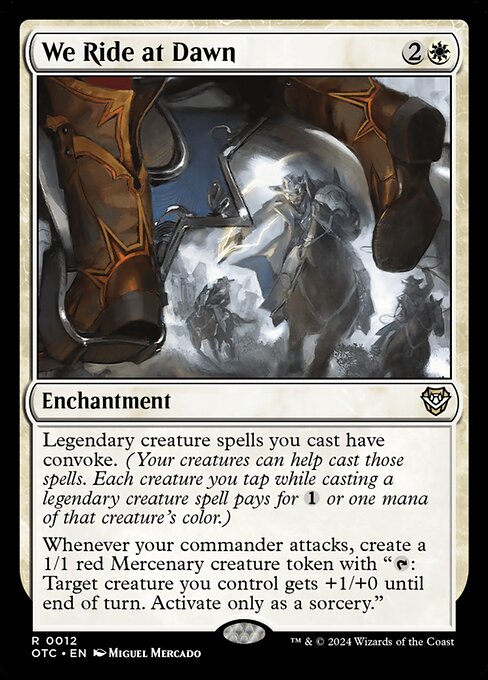 We Ride at Dawn 2
Enchantment
Legendary creature spells you cast have
convoke. (Your creatures can help cast those
spells. Each creature you tap while casting a
legendary creature spell pays for 1 or one mana
of that creature's color.)
Whenever your commander attacks, create a
1/1 red Mercenary creature token with “:
Target creature you control gets +1/+0 until
end of turn. Activate only as a sorcery.”
R 0012
OTC • EN Miguel Mercado
™ & © 2024 Wizards of the Coast